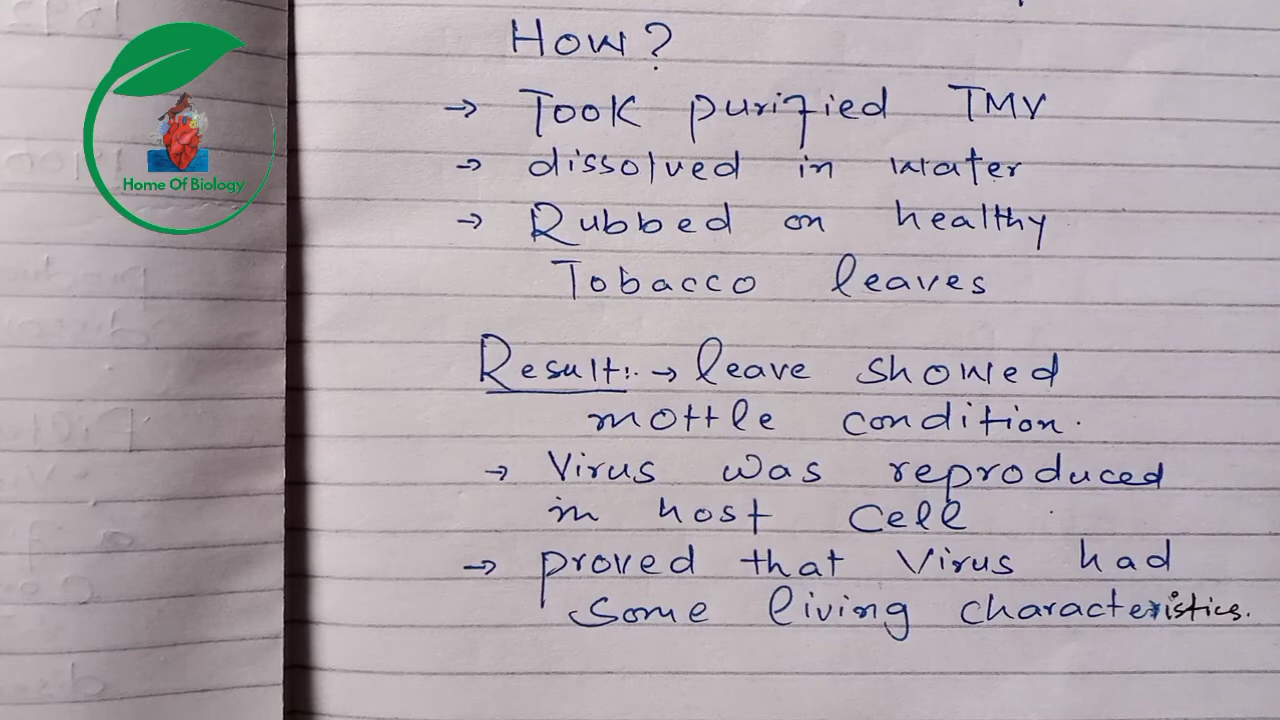 Home Of Biology
How?
→ Took purified TMV
→ dissolved in water
→ Rubbed on healthy
Tobacco leaves
Result:. → leave showed
mottle condition.
→ Virus was reproduced
in host cell
→ proved that Virus had
some living characteristics.